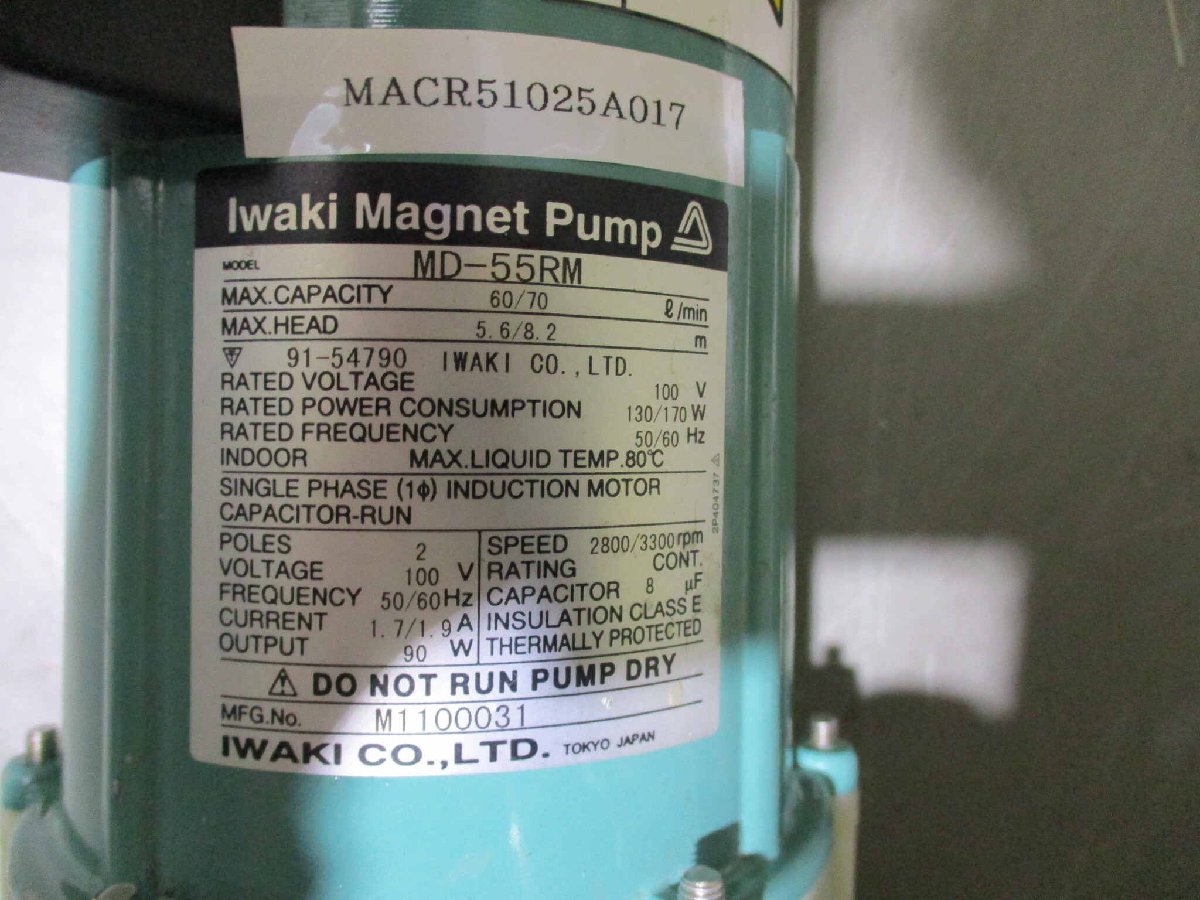 MACR51025A017
Iwaki Magnet Pump
MODEL MD-55RM
MAX.CAPACITY 60/70 ℓ/min
MAX.HEAD 5.6/8.2 m
91-54790 IWAKI CO.,LTD.
RATED VOLTAGE 100 V
RATED POWER CONSUMPTION 130/170 W
RATED FREQUENCY 50/60 Hz
INDOOR MAX.LIQUID TEMP.80℃
SINGLE PHASE (1ϕ) INDUCTION MOTOR
CAPACITOR-RUN
POLES 2
VOLTAGE 100 V
FREQUENCY 50/60 Hz
CURRENT 1.7/1.9 A
OUTPUT 90 W
SPEED 2800/3300 rpm
RATING CONT.
CAPACITOR 8 μF
INSULATION CLASS E
THERMALLY PROTECTED
2P404737
⚠ DO NOT RUN PUMP DRY
MFG.No. M1100031
IWAKI CO.,LTD. TOKYO JAPAN